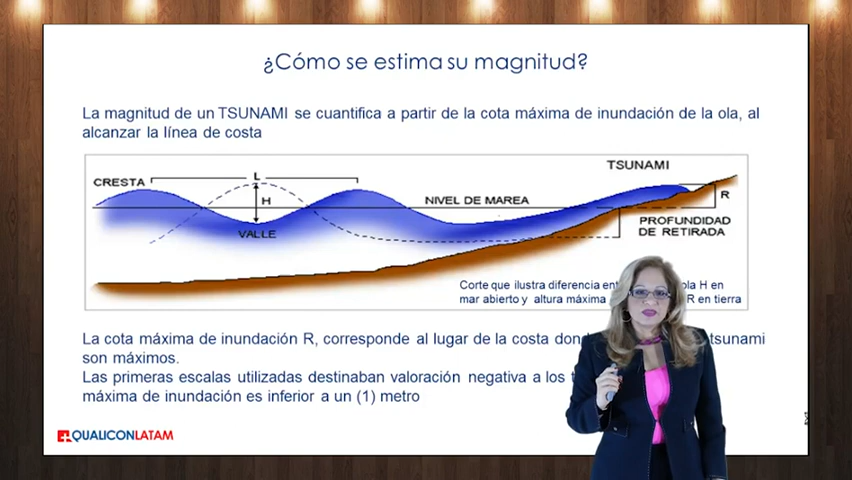 ¿Cómo se estima su magnitud?
La magnitud de un TSUNAMI se cuantifica a partir de la cota máxima de inundación de la ola, al
alcanzar la línea de costa
TSUNAMI
CRESTA
L
H
R
NIVEL DE MAREA
VALLE
PROFUNDIDAD
DE RETIRADA
Corte que ilustra diferencia H en
mar abierto y altura máxima R en tierra
La cota máxima de inundación R, corresponde al lugar de la costa tsunami
son máximos.
Las primeras escalas utilizadas destinaban valoración negativa a los
máxima de inundación es inferior a un (1) metro
QUALICONLATAM